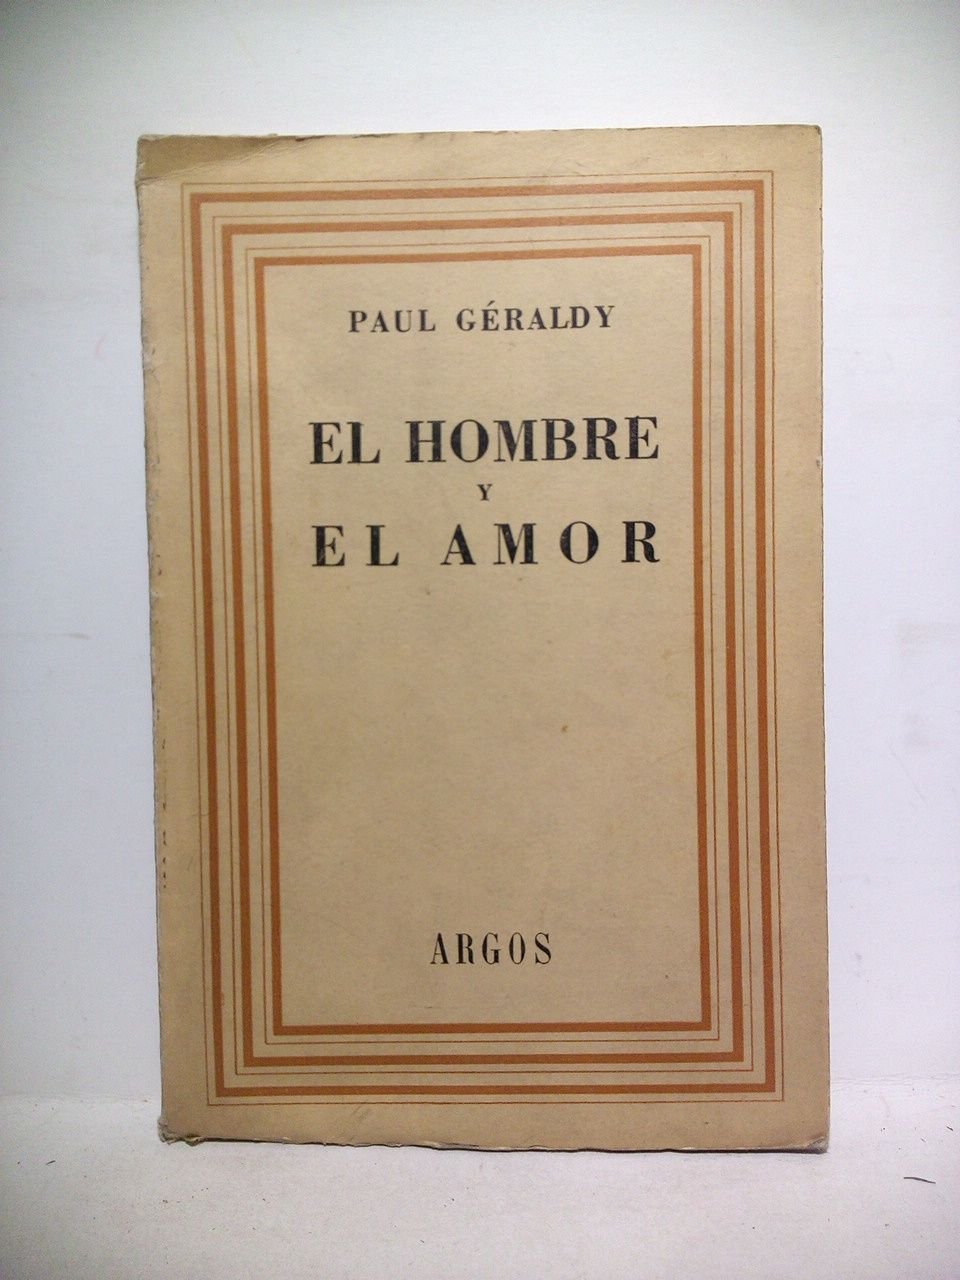 PAUL GÉRALDY
EL HOMBRE
Y
EL AMOR
ARGOS